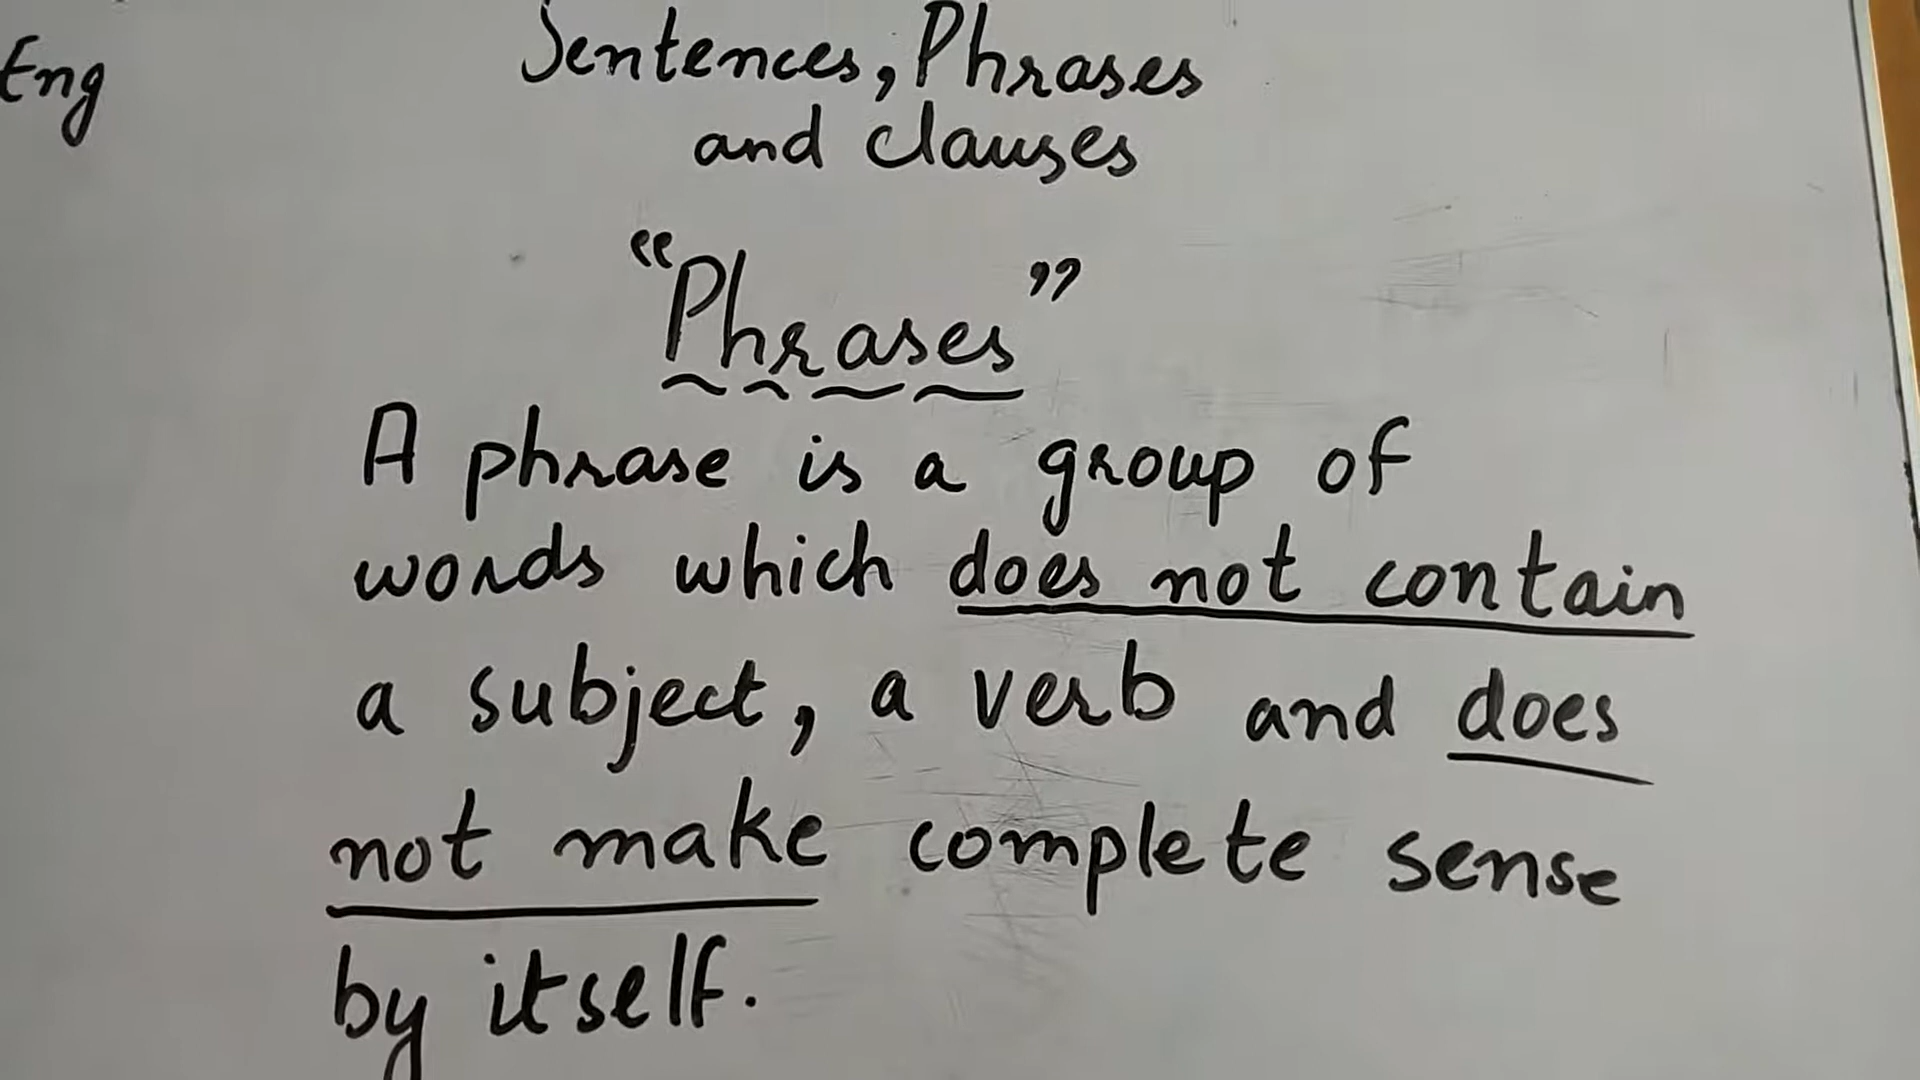 Eng
Sentences, Phrases
and clauses
“Phrases”
A phrase is a group of
words which does not contain
a subject, a verb and does
not make complete sense
by itself.